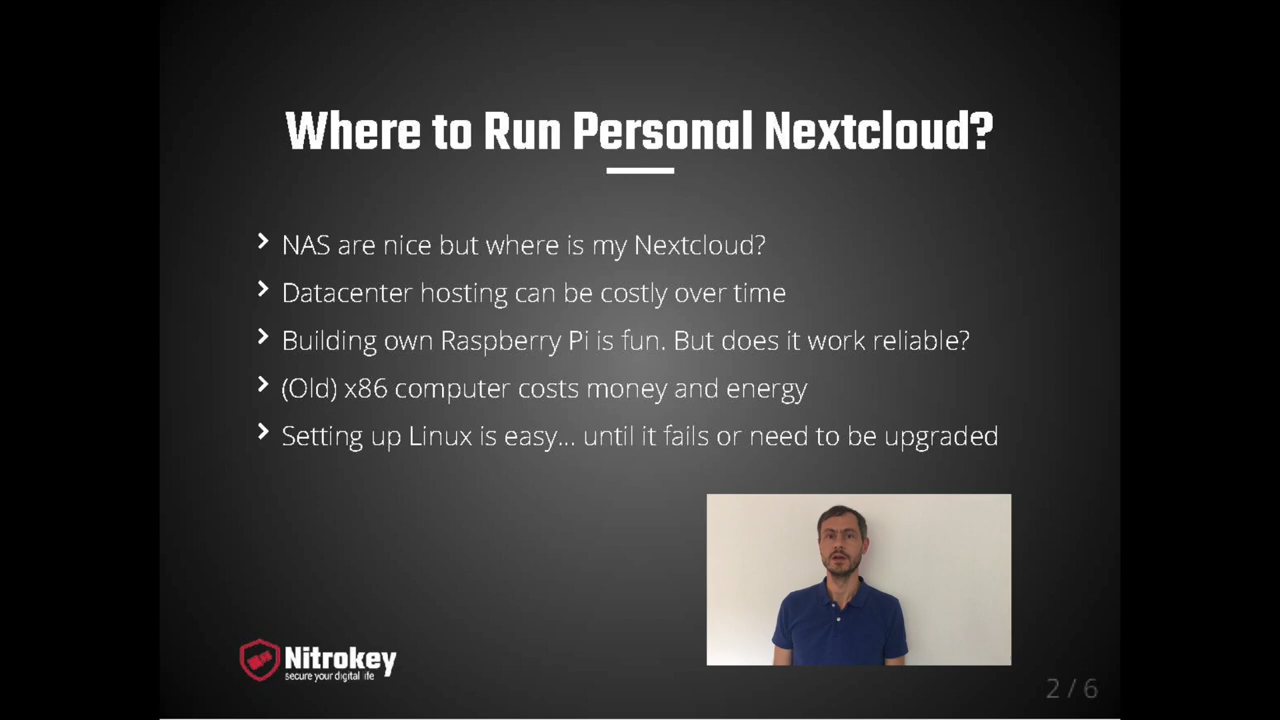 Where to Run Personal Nextcloud?
NAS are nice but where is my Nextcloud?
Datacenter hosting can be costly over time
Building own Raspberry Pi is fun. But does it work reliable?
(Old) x86 computer costs money and energy
Setting up Linux is easy... until it fails or need to be upgraded
Nitrokey
secure your digital life
2 / 6